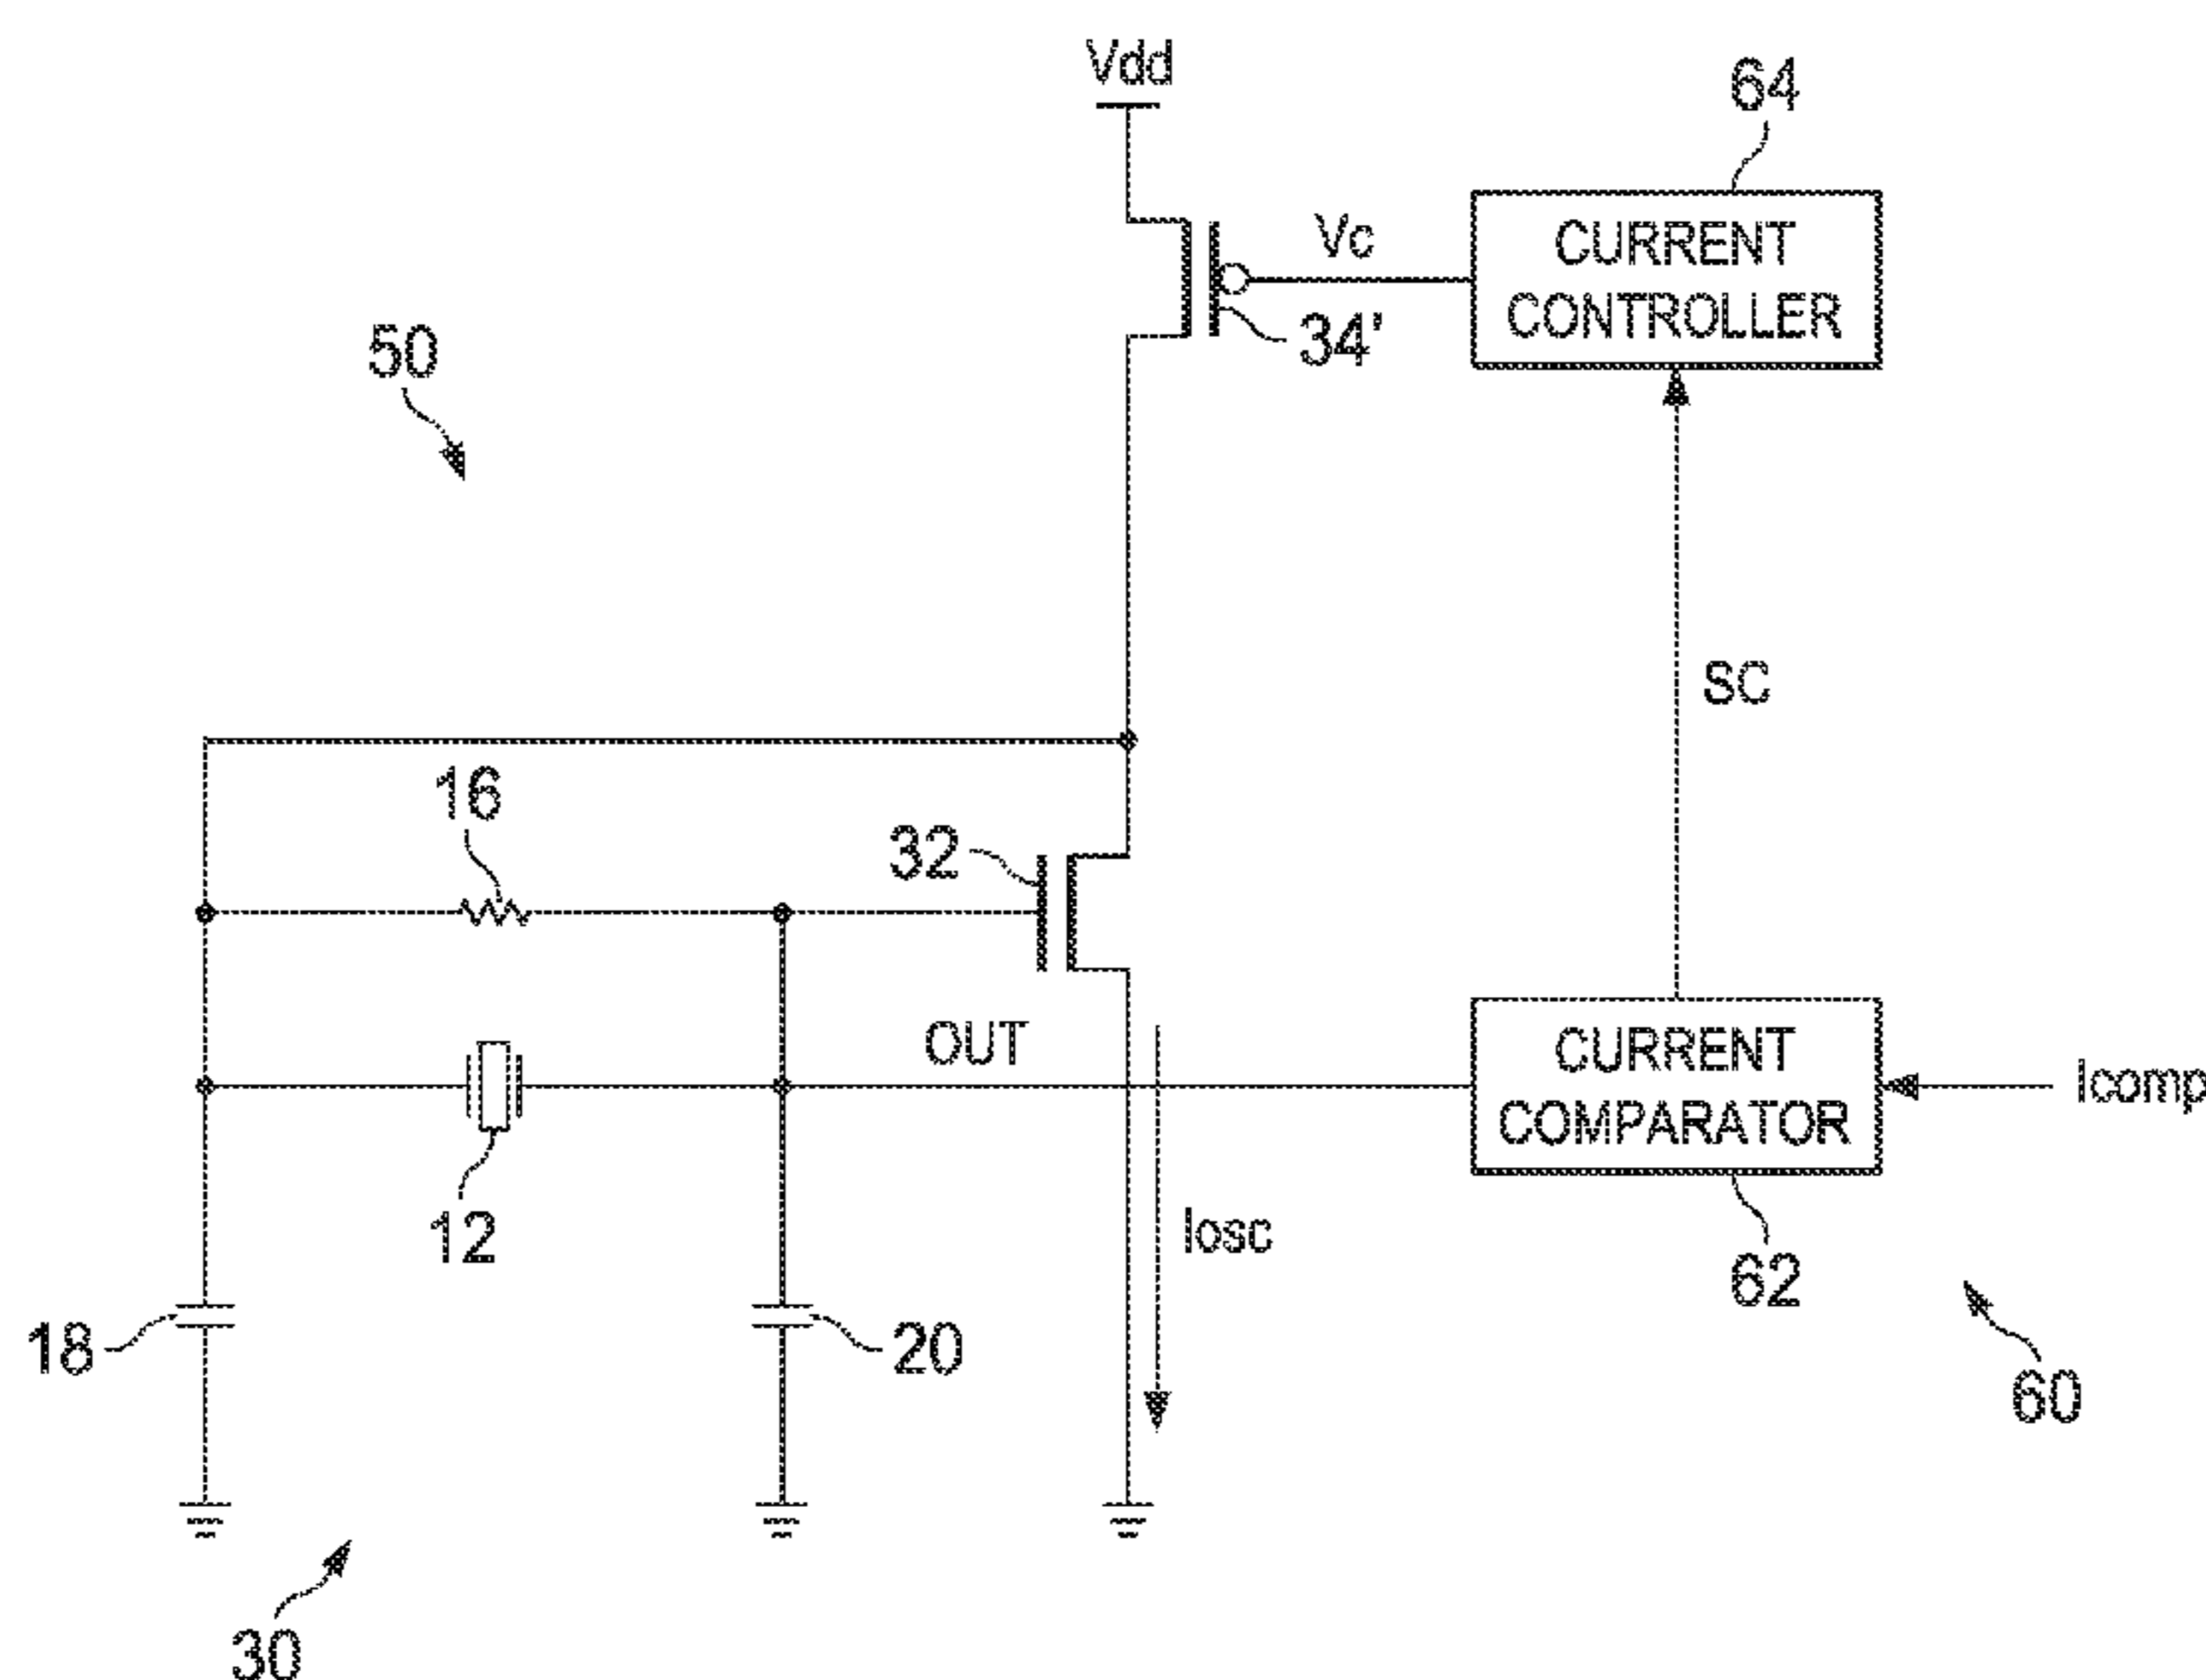 Vdd
64
CURRENT
CONTROLLER
Vc
34'
50
SC
16
32
OUT
CURRENT
COMPARATOR
Icomp
12
Iosc
62
18
20
60
30